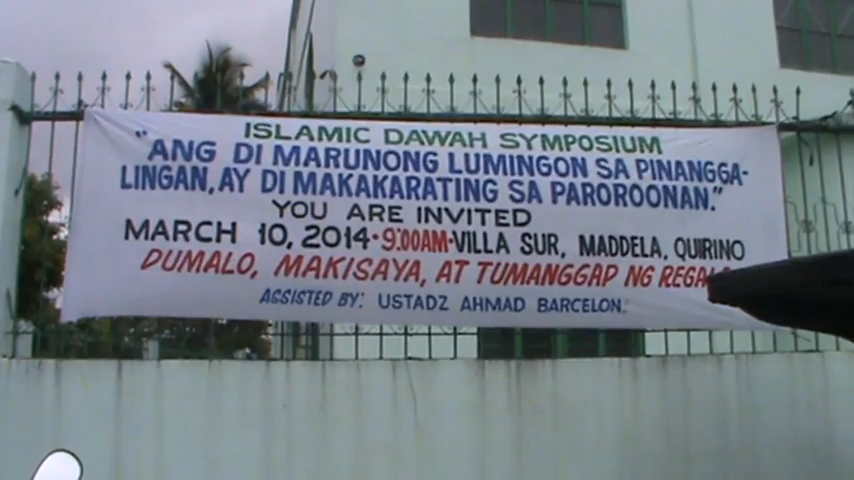 ISLAMIC DAWAH SYMPOSIUM
"ANG DI MARUNONG LUMINGON SA PINANGGA-
LINGAN, AY DI MAKAKARATING SA PAROROONAN."
YOU ARE INVITED
MARCH 10, 2014 • 9:00AM • VILLA SUR, MADDELA, QUIRINO
DUMALO, MAKISAYA, AT TUMANGGAP NG
ASSISTED BY: USTADZ AHMAD BARCELON.